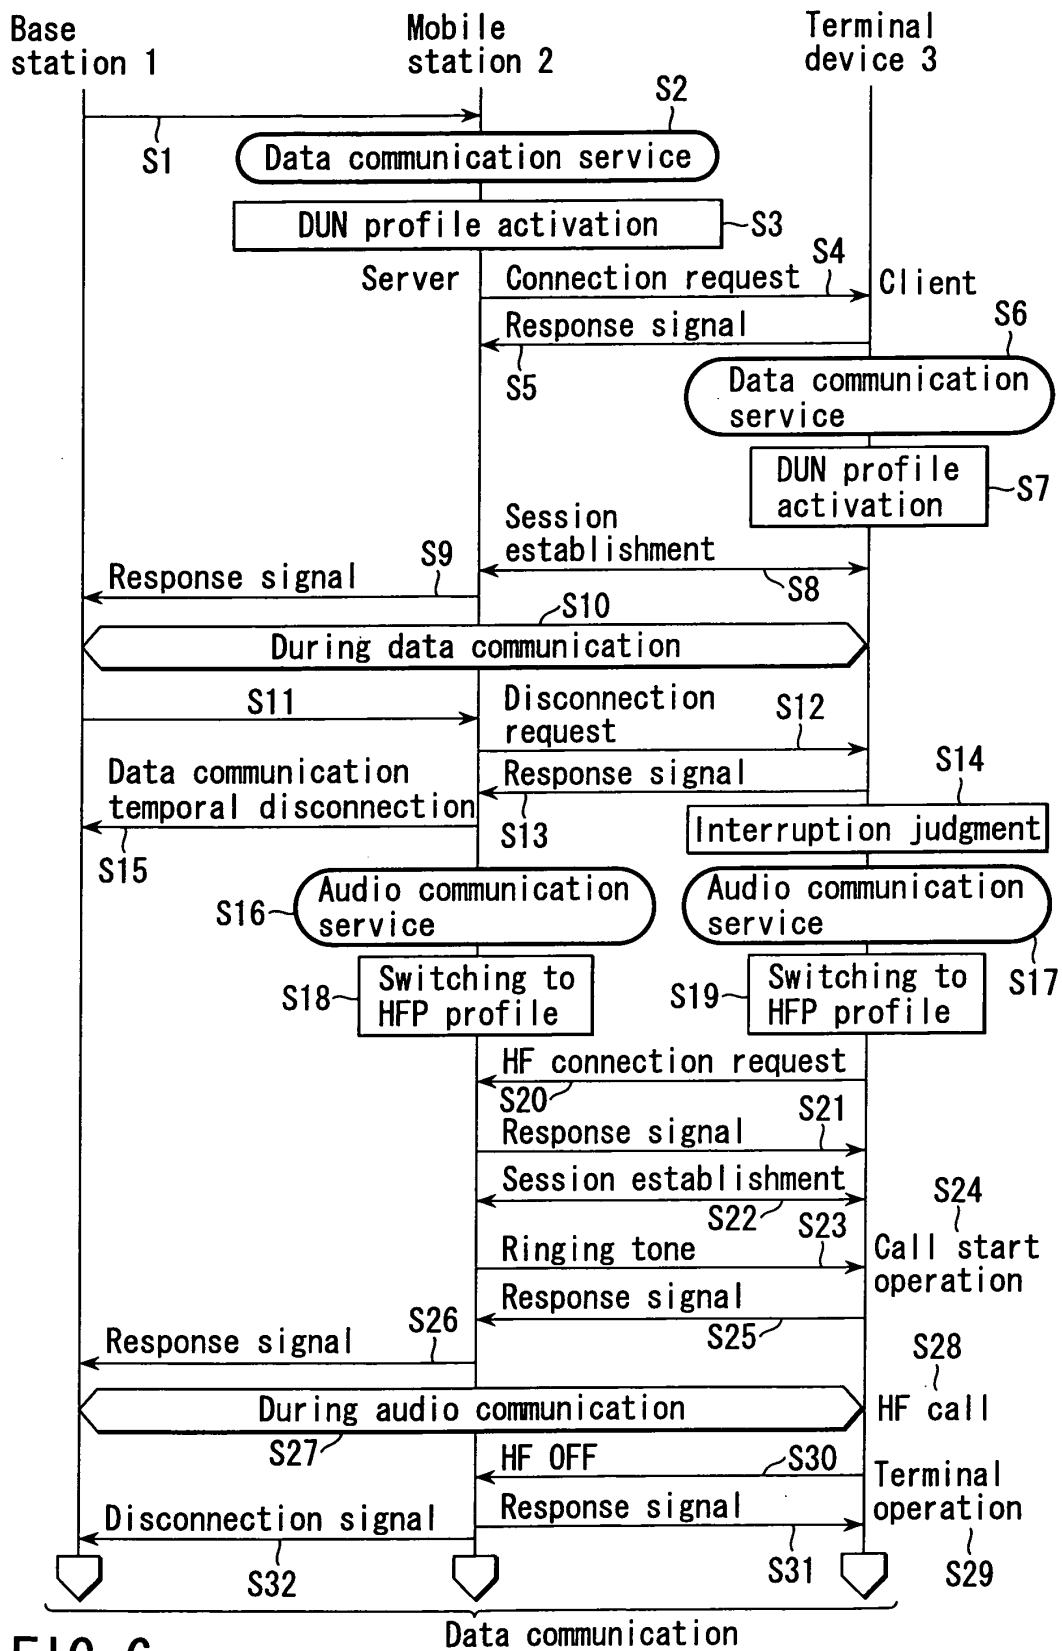 Base
station 1
Mobile
station 2
Terminal
device 3
S1
S2
Data communication service
DUN profile activation
S3
Server
Connection request
S4
Client
Response signal
S5
S6
Data communication
service
DUN profile
activation
S7
Session
establishment
S8
Response signal
S9
S10
During data communication
S11
Disconnection
request
S12
Response signal
S13
S14
Interruption judgment
Data communication
temporal disconnection
S15
S16
Audio communication
service
Audio communication
service
S17
S18
Switching to
HFP profile
S19
Switching to
HFP profile
HF connection request
S20
S21
Response signal
Session establishment
S22
S23
Ringing tone
S24
Call start
operation
Response signal
S25
Response signal
S26
During audio communication
S27
S28
HF call
HF OFF
S30
Terminal
operation
S29
Response signal
S31
Disconnection signal
S32
Data communication
FIG. 6